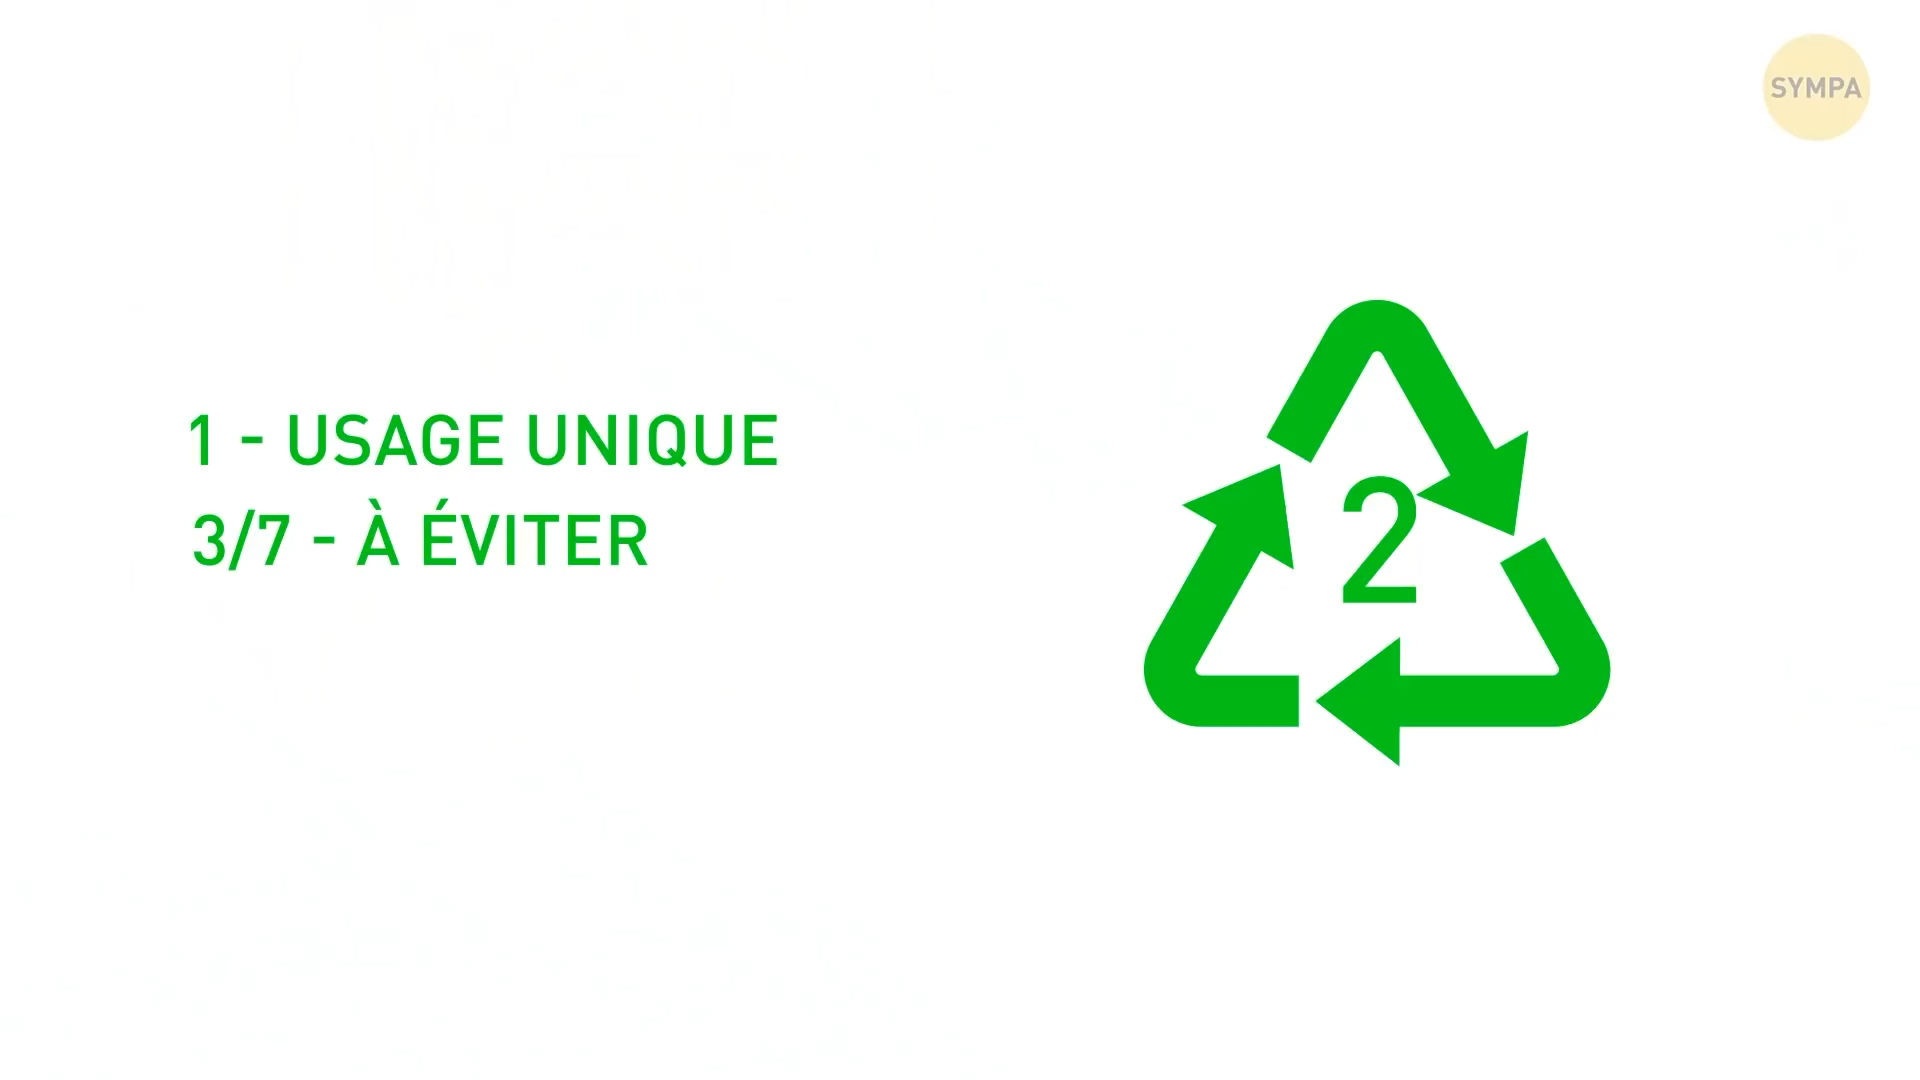 SYMPA
1 - USAGE UNIQUE
3/7 - À ÉVITER
2